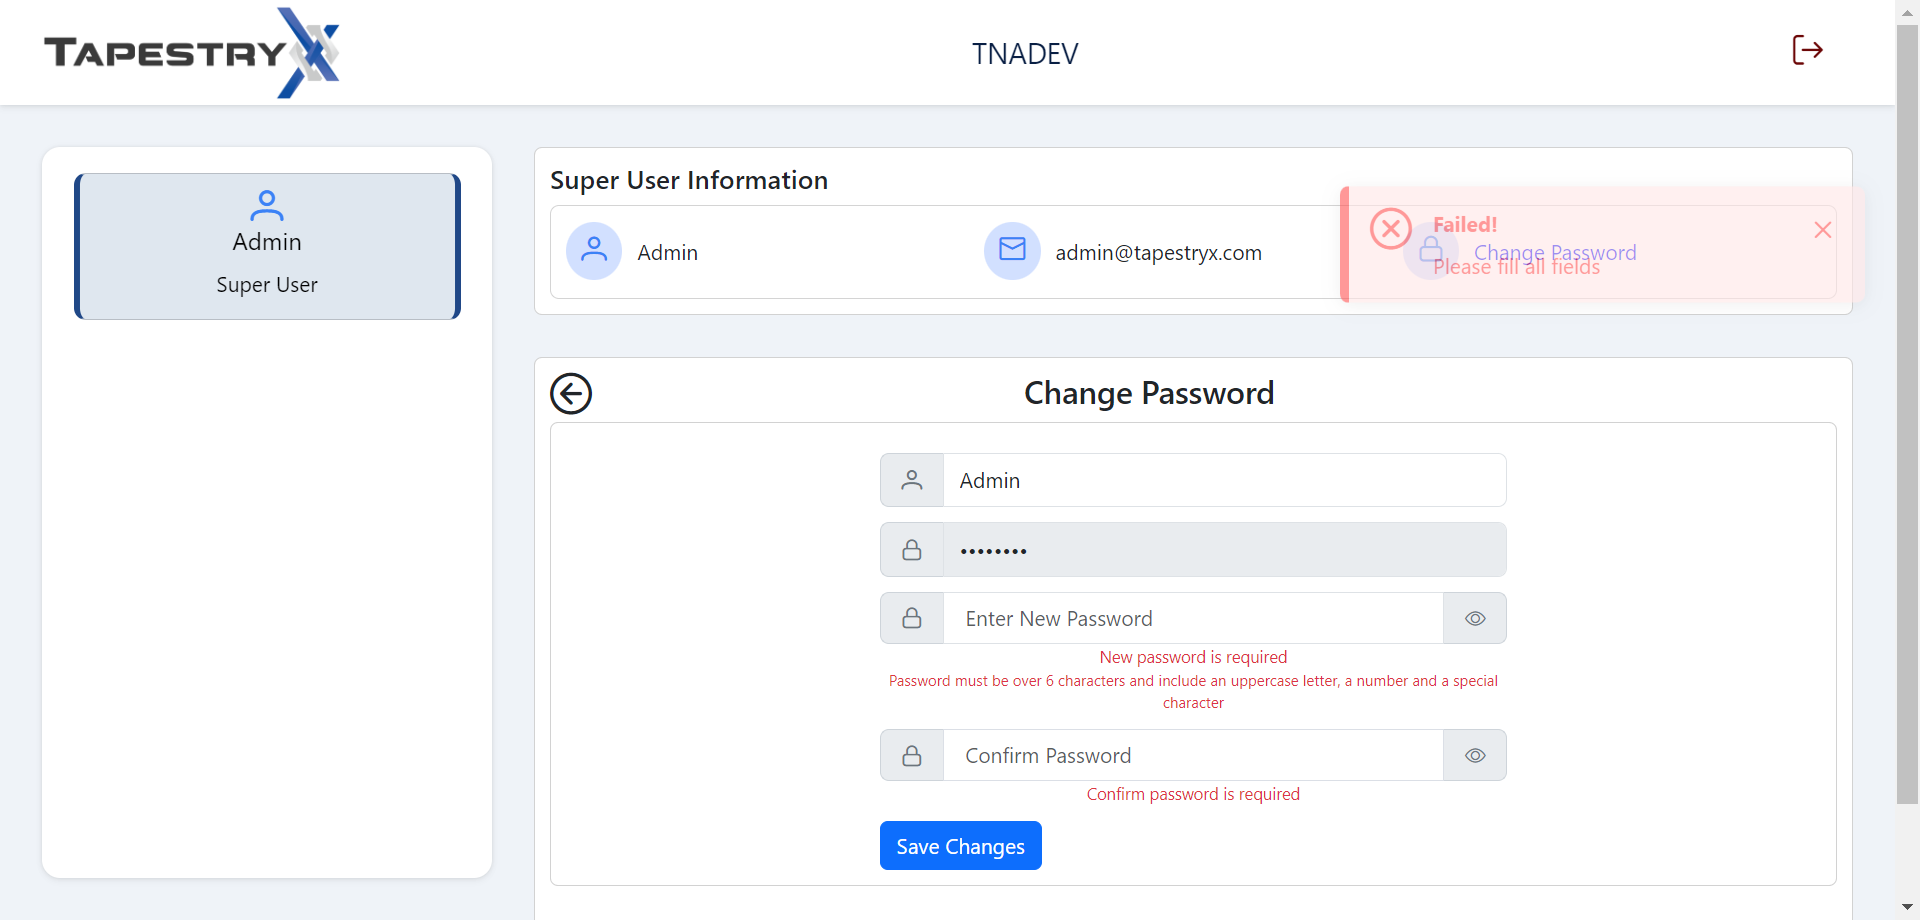 TAPESTRYX
TNADEV
Admin
Super User
Super User Information
Admin
admin@tapestryx.com
Failed!
Change Password
Please fill all fields
Change Password
Admin
••••••••
Enter New Password
New password is required
Password must be over 6 characters and include an uppercase letter, a number and a special
character
Confirm Password
Confirm password is required
Save Changes